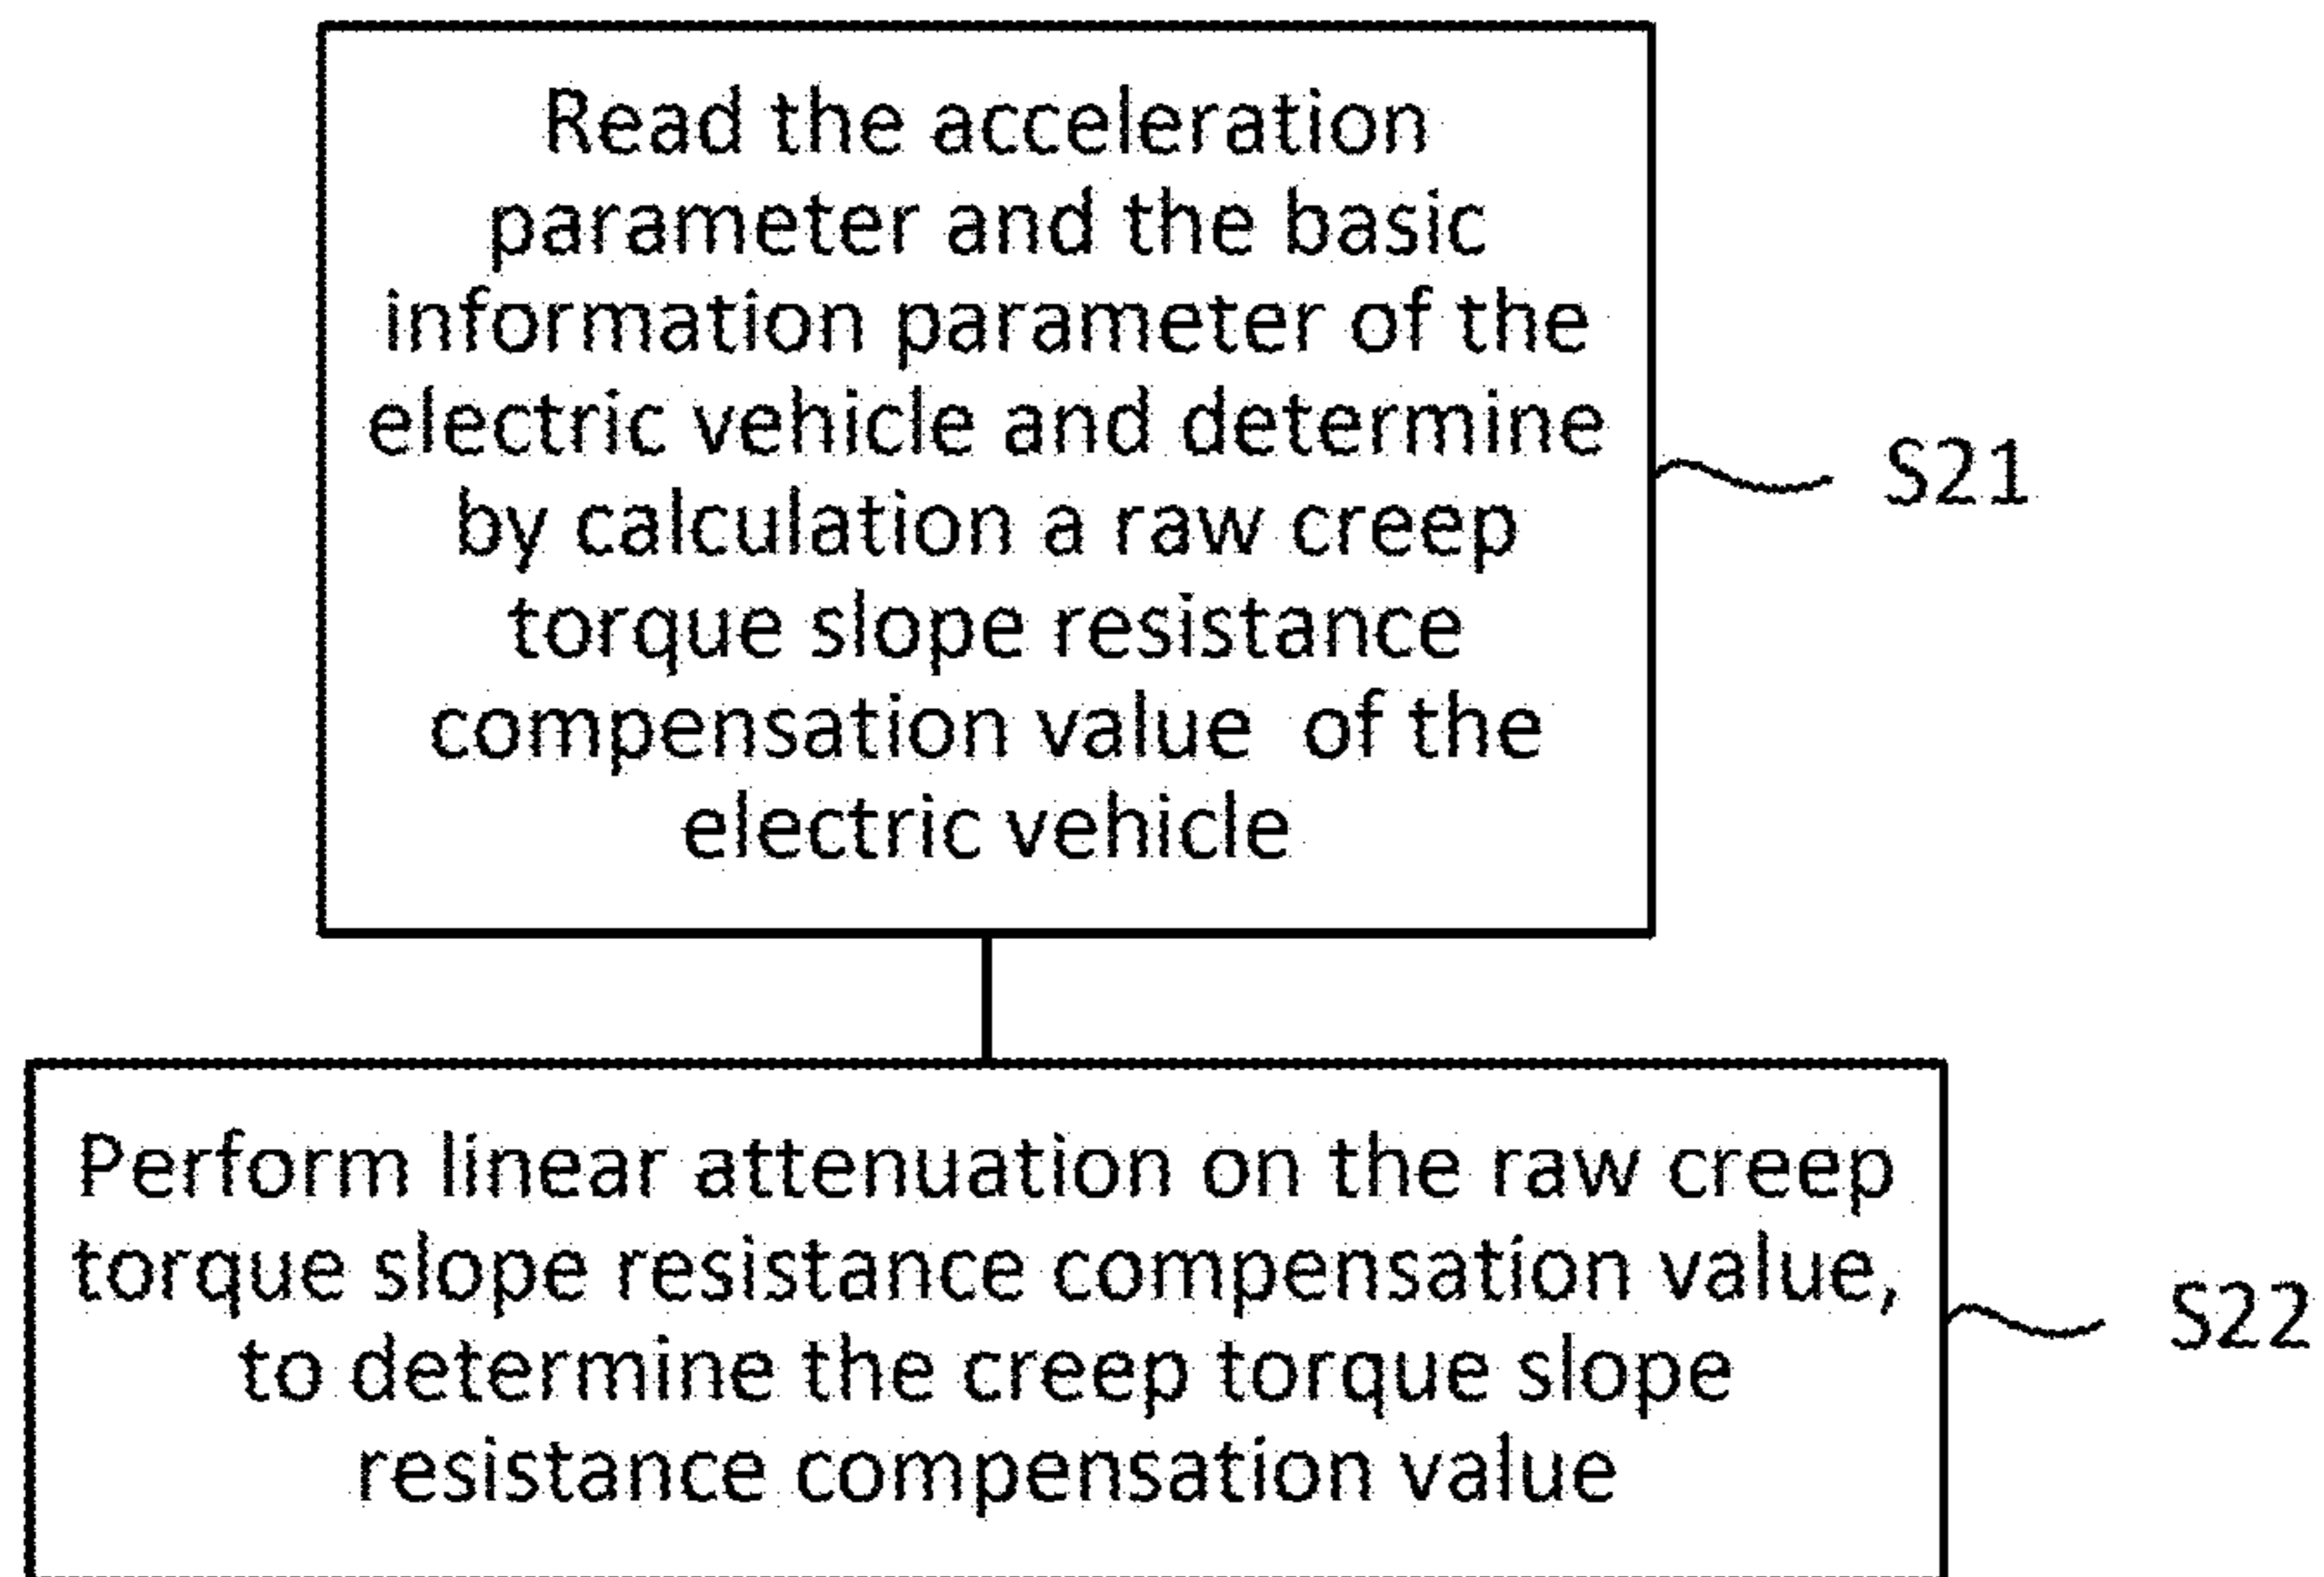 Read the acceleration
parameter and the basic
information parameter of the
electric vehicle and determine
by calculation a raw creep
torque slope resistance
compensation value of the
electric vehicle
S21
Perform linear attenuation on the raw creep
torque slope resistance compensation value,
to determine the creep torque slope
resistance compensation value
S22